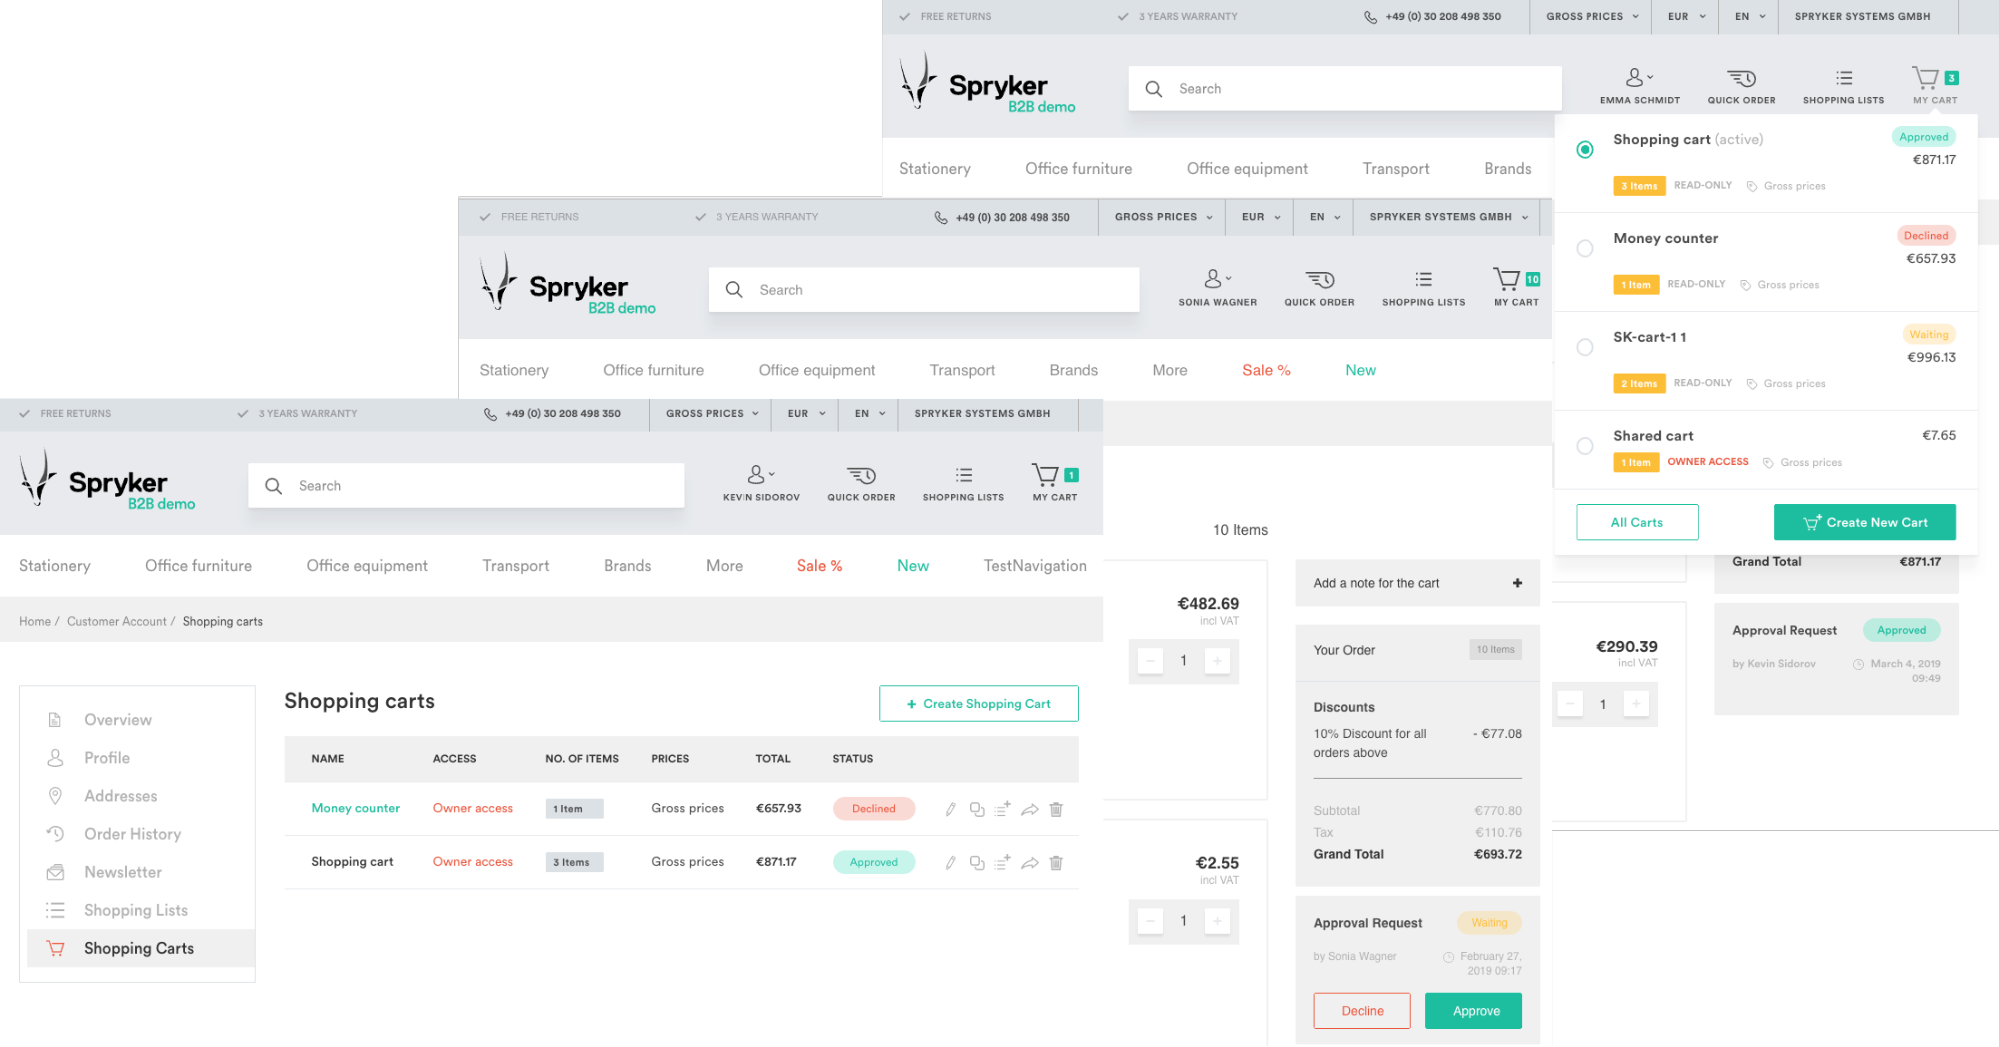 FREE RETURNS
3 YEARS WARRANTY
+49 (0) 30 208 498 350
GROSS PRICES
EUR
EN
SPRYKER SYSTEMS GMBH
Spryker
B2B demo
Search
EMMA SCHMIDT
QUICK ORDER
SHOPPING LISTS
3
MY CART
Stationery
Office furniture
Office equipment
Transport
Brands
Shopping cart (active)
Approved
€871.17
3 Items
READ-ONLY
Gross prices
Money counter
Declined
€657.93
1 Item
READ-ONLY
Gross prices
SK-cart-1 1
Waiting
€996.13
2 Items
READ-ONLY
Gross prices
Shared cart
€7.65
1 Item
OWNER ACCESS
Gross prices
All Carts
Create New Cart
Grand Total
€871.17
Approval Request
Approved
by Kevin Sidorov
March 4, 2019
09:49
€290.39
incl VAT
− 1 +
FREE RETURNS
3 YEARS WARRANTY
+49 (0) 30 208 498 350
GROSS PRICES
EUR
EN
SPRYKER SYSTEMS GMBH
Spryker
B2B demo
Search
SONIA WAGNER
QUICK ORDER
SHOPPING LISTS
10
MY CART
Stationery
Office furniture
Office equipment
Transport
Brands
More
Sale %
New
10 Items
€482.69
incl VAT
− 1 +
€2.55
incl VAT
− 1 +
Add a note for the cart +
Your Order
10 Items
Discounts
10% Discount for all
orders above
- €77.08
Subtotal
€770.80
Tax
€110.76
Grand Total
€693.72
Approval Request
Waiting
by Sonia Wagner
February 27,
2019 09:17
Decline
Approve
FREE RETURNS
3 YEARS WARRANTY
+49 (0) 30 208 498 350
GROSS PRICES
EUR
EN
SPRYKER SYSTEMS GMBH
Spryker
B2B demo
Search
KEVIN SIDOROV
QUICK ORDER
SHOPPING LISTS
1
MY CART
Stationery
Office furniture
Office equipment
Transport
Brands
More
Sale %
New
TestNavigation
Home / Customer Account / Shopping carts
Overview
Profile
Addresses
Order History
Newsletter
Shopping Lists
Shopping Carts
Shopping carts
+ Create Shopping Cart
NAME ACCESS NO. OF ITEMS PRICES TOTAL STATUS
Money counter Owner access 1 Item Gross prices €657.93 Declined
Shopping cart Owner access 3 Items Gross prices €871.17 Approved